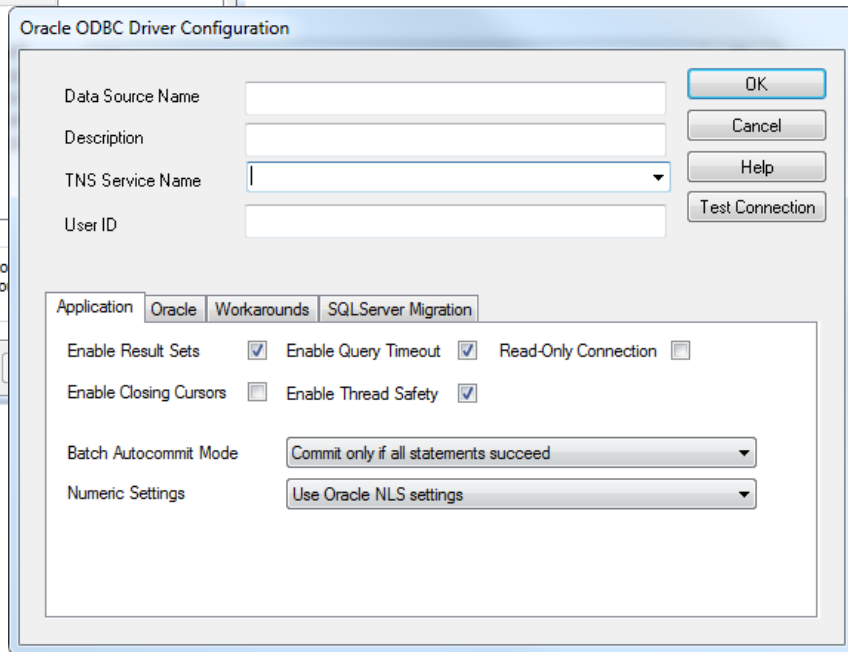 Oracle ODBC Driver Configuration
Data Source Name
OK
Description
Cancel
TNS Service Name
Help
User ID
Test Connection
Application Oracle Workarounds SQLServer Migration
Enable Result Sets Enable Query Timeout Read-Only Connection
Enable Closing Cursors Enable Thread Safety
Batch Autocommit Mode Commit only if all statements succeed
Numeric Settings Use Oracle NLS settings